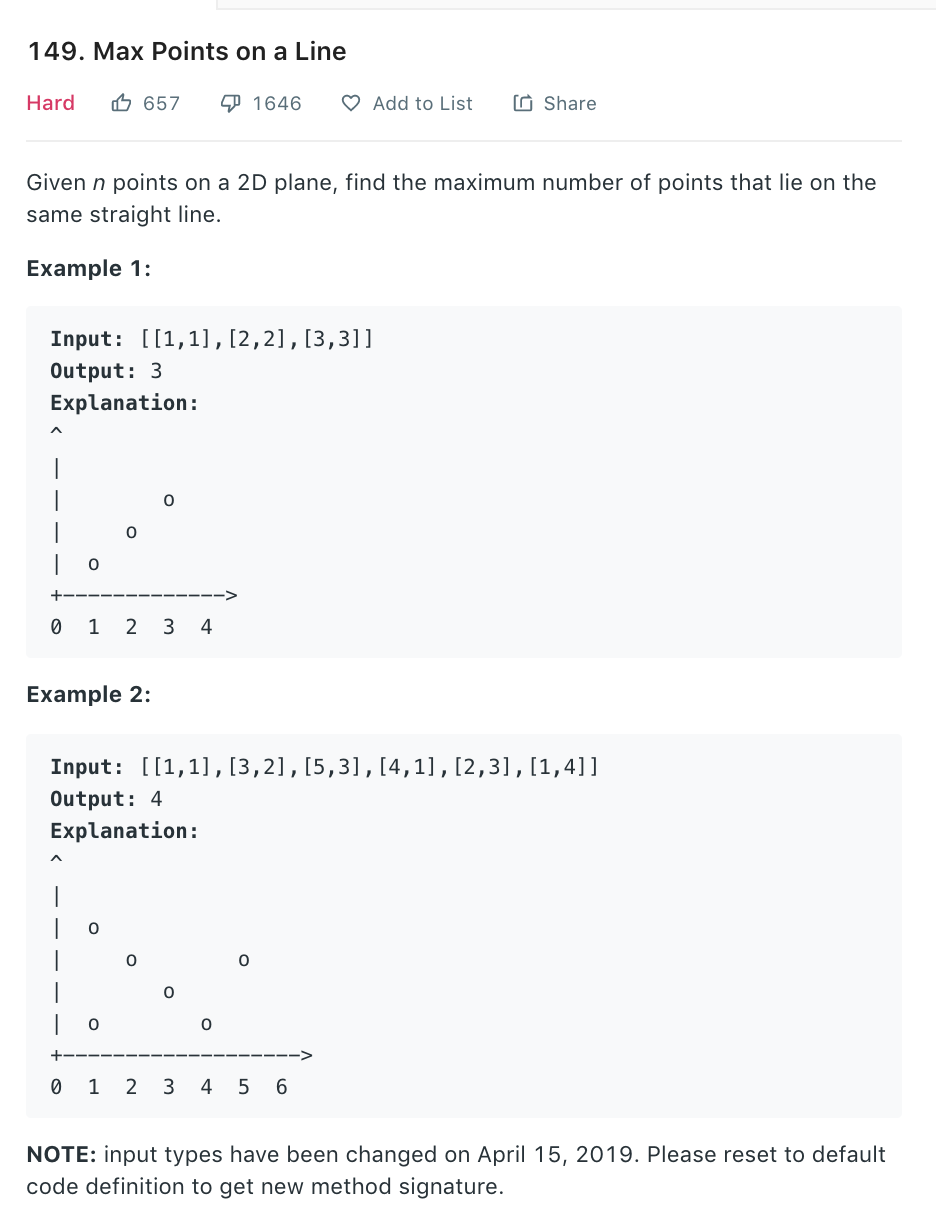 149. Max Points on a Line
Hard 657 1646 Add to List Share
Given n points on a 2D plane, find the maximum number of points that lie on the
same straight line.
Example 1:
Input: [[1,1],[2,2],[3,3]]
Output: 3
Explanation:
^
|
|        o
|     o
|  o
+------------->
0  1  2  3  4
Example 2:
Input: [[1,1],[3,2],[5,3],[4,1],[2,3],[1,4]]
Output: 4
Explanation:
^
|
|  o
|     o        o
|        o
|  o        o
+------------------->
0  1  2  3  4  5  6
NOTE: input types have been changed on April 15, 2019. Please reset to default
code definition to get new method signature.